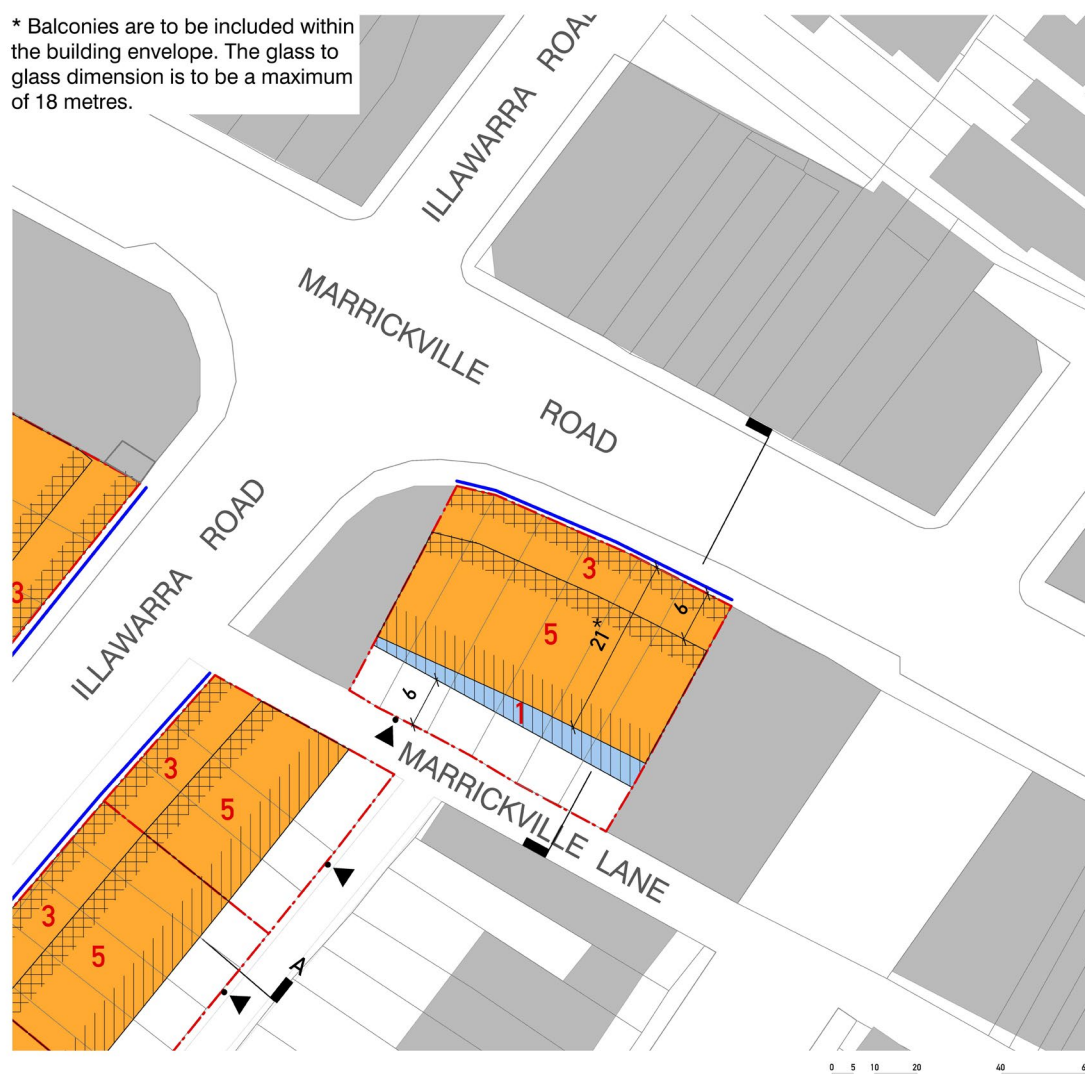 * Balconies are to be included within
the building envelope. The glass to
glass dimension is to be a maximum
of 18 metres.
ILLAWARRA ROAD
MARRICKVILLE
ROAD
ILLAWARRA ROAD
3
6
5
21*
3
6
1
MARRICKVILLE LANE
3
5
3
5
A
0 5 10 20 40 6